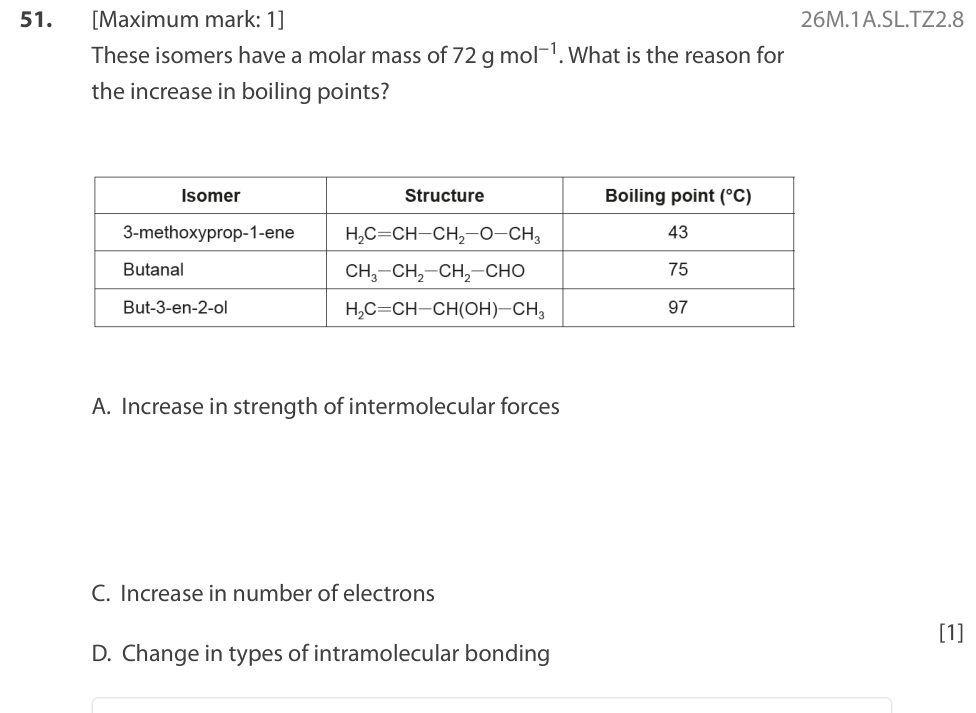 51. [Maximum mark: 1] 26M.1A.SL.TZ2.8
These isomers have a molar mass of 72 g mol⁻¹. What is the reason for
the increase in boiling points?
Isomer Structure Boiling point (°C)
3-methoxyprop-1-ene H₂C=CH–CH₂–O–CH₃ 43
Butanal CH₃–CH₂–CH₂–CHO 75
But-3-en-2-ol H₂C=CH–CH(OH)–CH₃ 97
A. Increase in strength of intermolecular forces
C. Increase in number of electrons
[1]
D. Change in types of intramolecular bonding